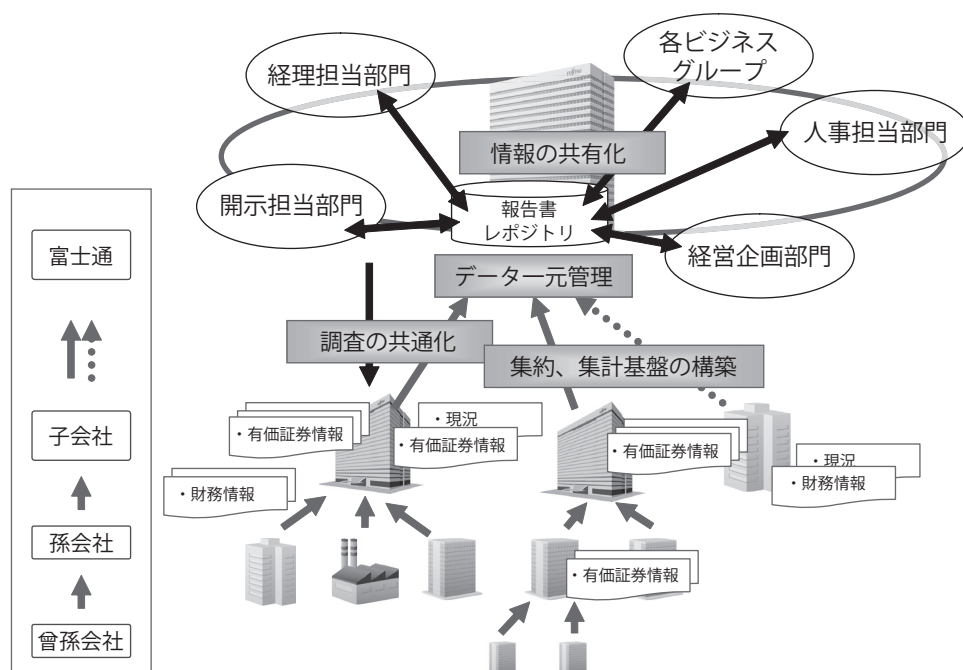 各ビジネス
グループ
経理担当部門
人事担当部門
情報の共有化
開示担当部門
報告書
レポジトリ
経営企画部門
富士通
データ一元管理
調査の共通化
集約、集計基盤の構築
子会社
・有価証券情報
・現況
・有価証券情報
・有価証券情報
・現況
・財務情報
・財務情報
孫会社
・有価証券情報
曾孫会社